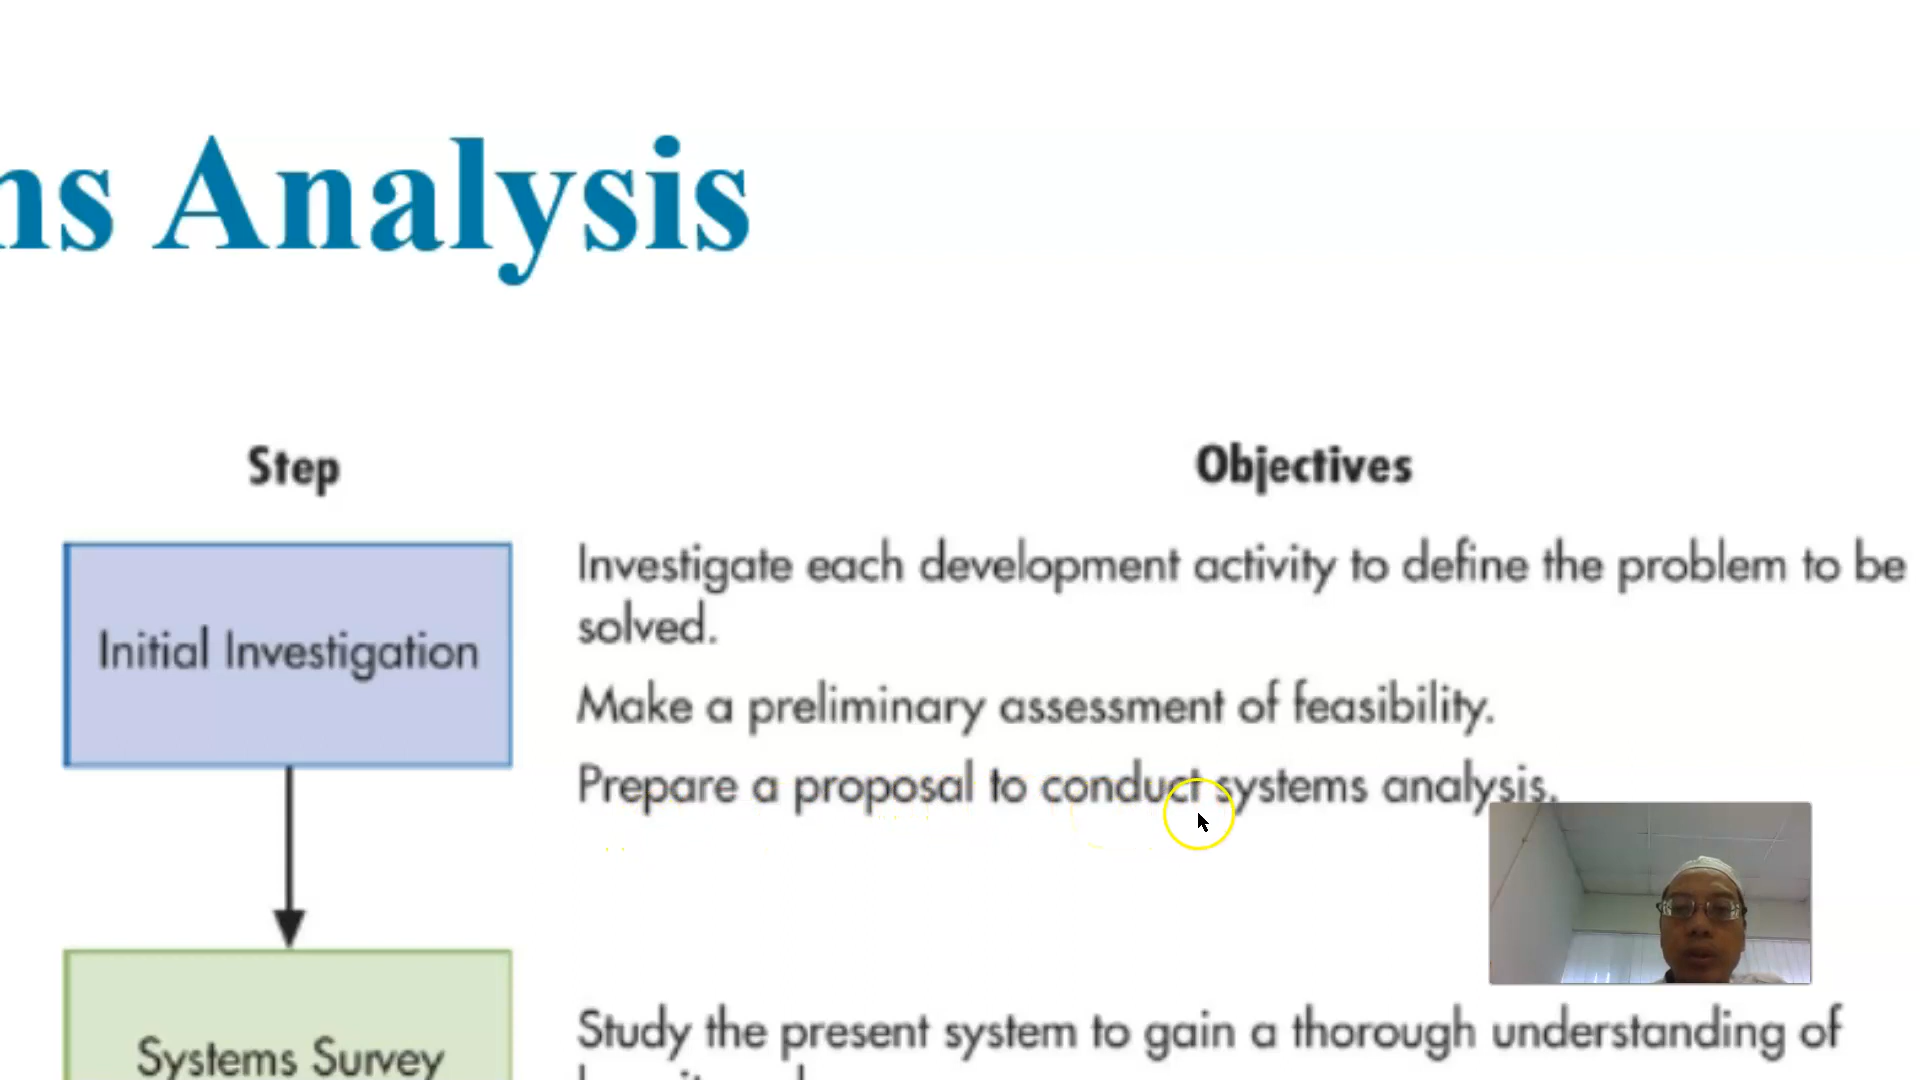 ns Analysis
Step
Objectives
Initial Investigation
Investigate each development activity to define the problem to be
solved.
Make a preliminary assessment of feasibility.
Prepare a proposal to conduct systems analysis.
Systems Survey
Study the present system to gain a thorough understanding of